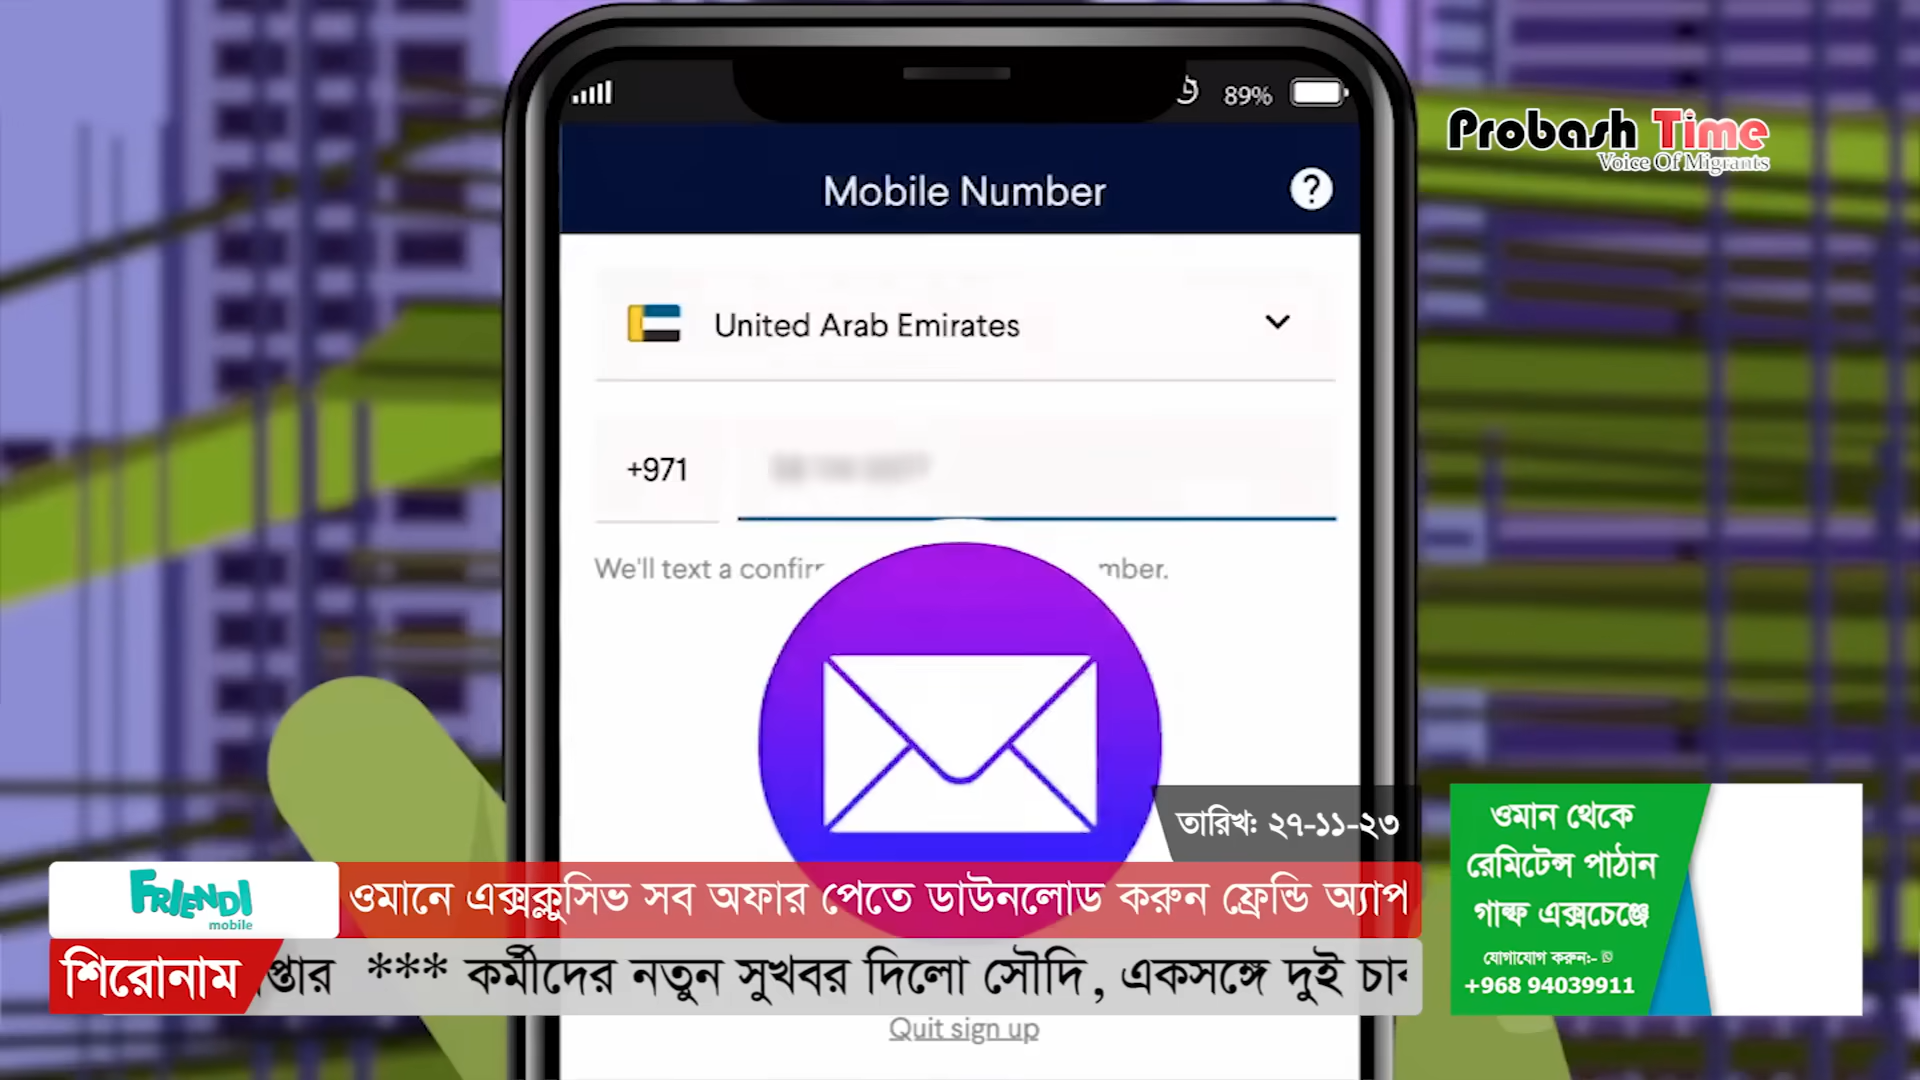 89%
Probash Time
Voice Of Migrants
Mobile Number
?
United Arab Emirates
+971
We'll text a mber.
তারিখ: ২৭-১১-২৩
ওমান থেকে
রেমিটেন্স পাঠান
গাল্ফ এক্সচেঞ্জে
যোগাযোগ করুন:-
+968 94039911
FRiENDi
mobile
ওমানে এক্সক্লুসিভ সব অফার পেতে ডাউনলোড করুন ফ্রেন্ডি অ্যাপ
শিরোনাম
*** কর্মীদের নতুন সুখবর দিলো সৌদি, একসঙ্গে দুই
Quit sign up